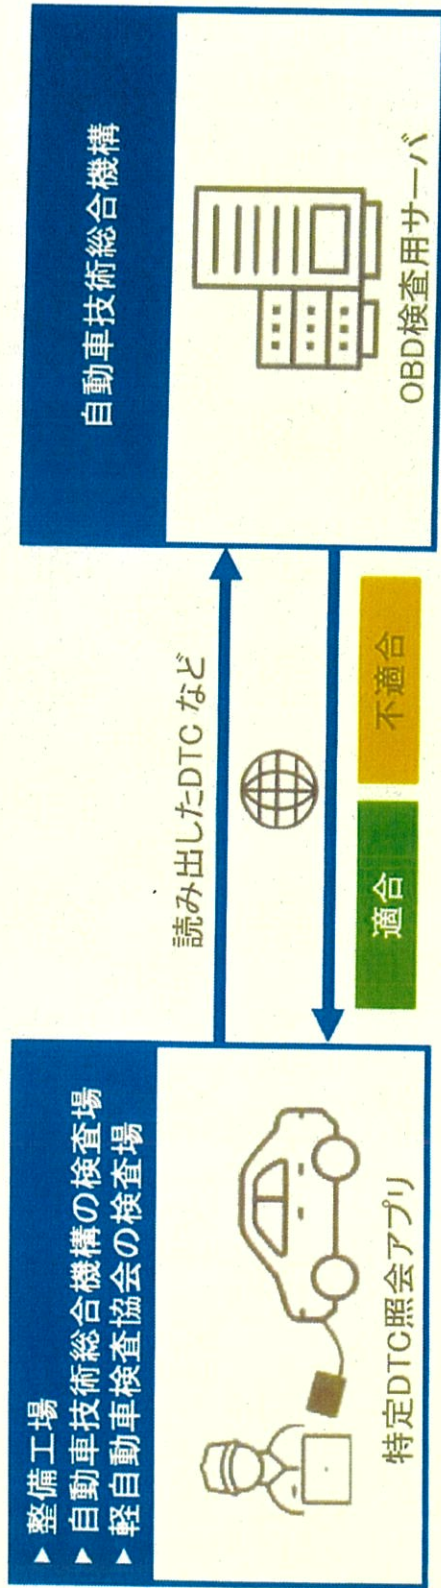 整備工場
自動車技術総合機構の検査場
軽自動車検査協会の検査場
特定DTC照会アプリ
読み出したDTC など
適合
不適合
自動車技術総合機構
OBD検査用サーバ